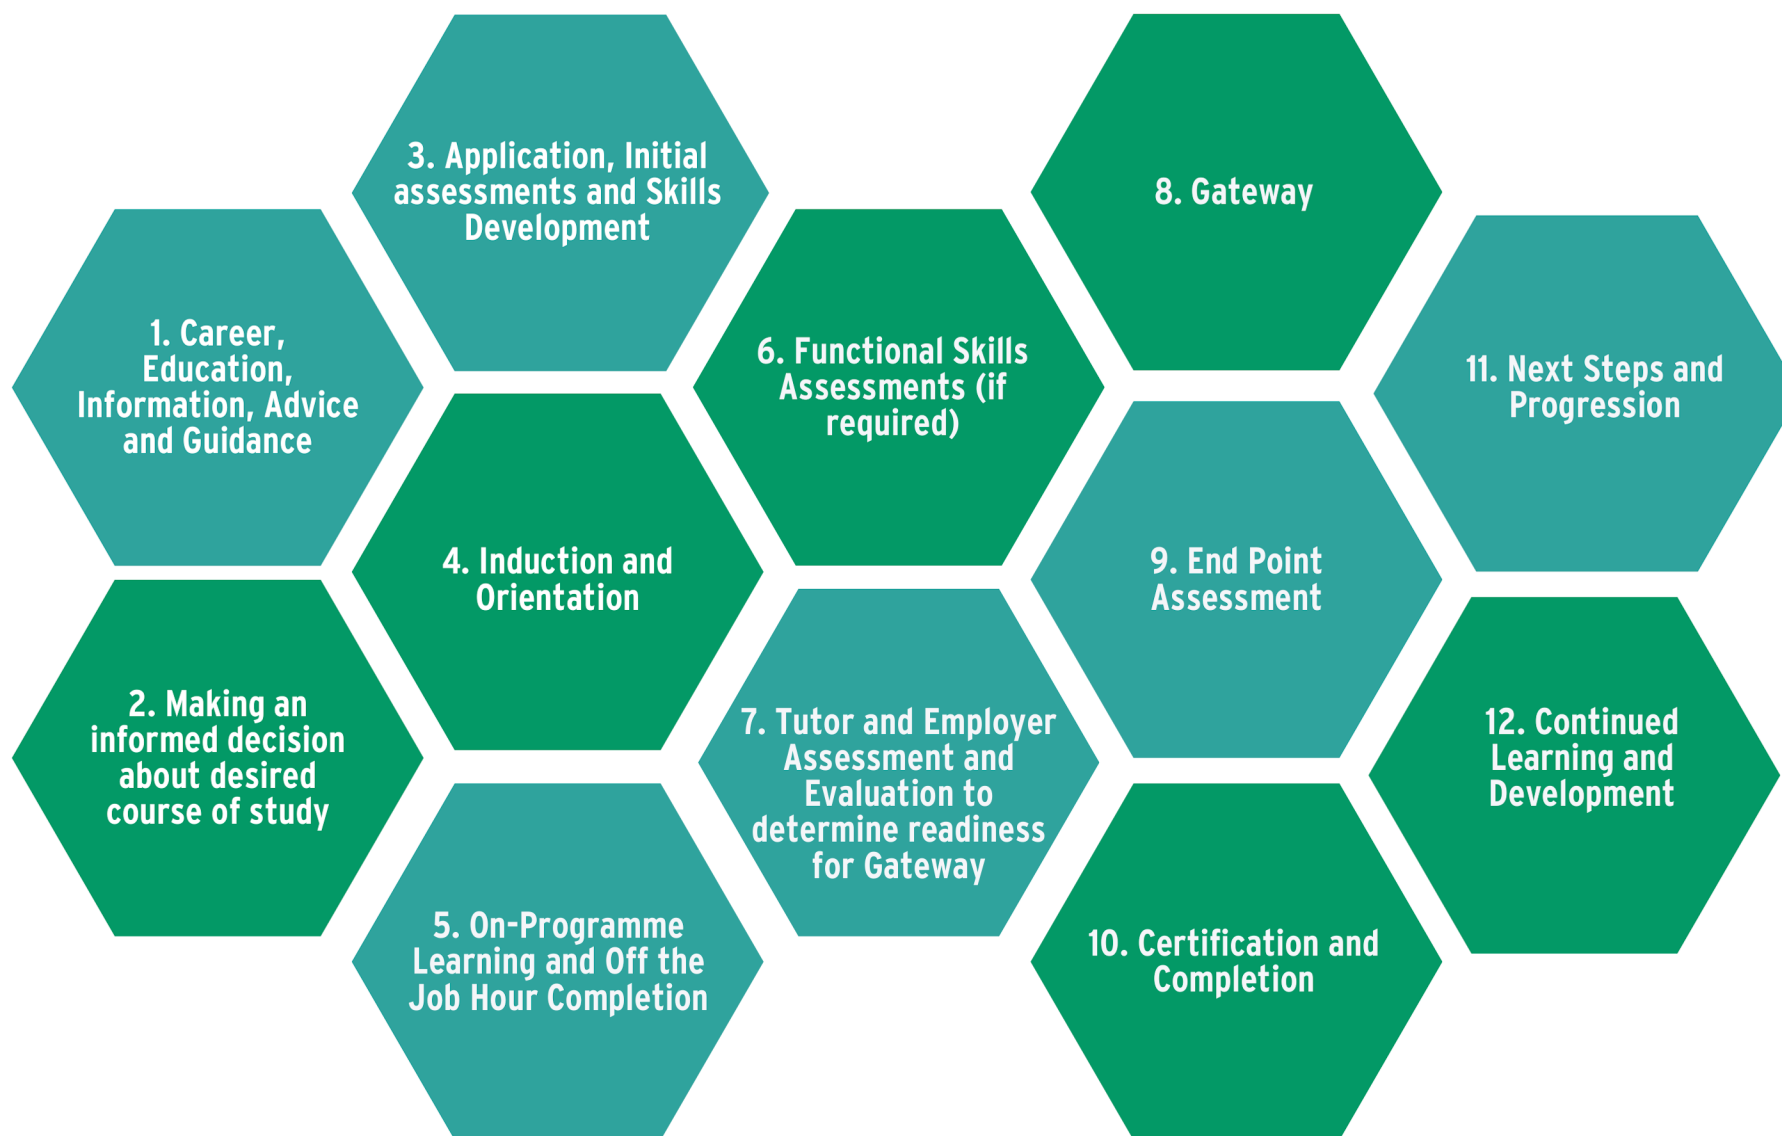 1. Career,
Education,
Information, Advice
and Guidance
2. Making an
informed decision
about desired
course of study
3. Application, Initial
assessments and Skills
Development
4. Induction and
Orientation
5. On-Programme
Learning and Off the
Job Hour Completion
6. Functional Skills
Assessments (if
required)
7. Tutor and Employer
Assessment and
Evaluation to
determine readiness
for Gateway
8. Gateway
9. End Point
Assessment
10. Certification and
Completion
11. Next Steps and
Progression
12. Continued
Learning and
Development